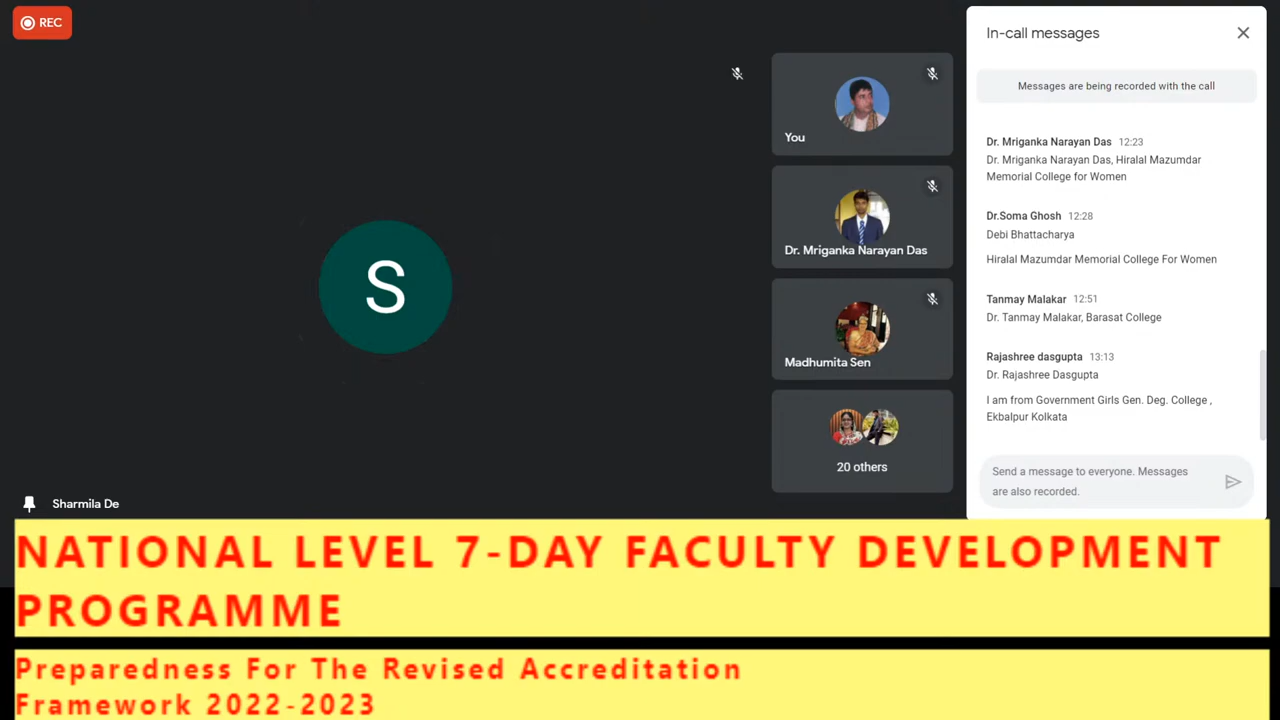 REC
S
Sharmila De
You
Dr. Mriganka Narayan Das
Madhumita Sen
20 others
In-call messages
Messages are being recorded with the call
Dr. Mriganka Narayan Das 12:23
Dr. Mriganka Narayan Das, Hiralal Mazumdar
Memorial College for Women
Dr.Soma Ghosh 12:28
Debi Bhattacharya
Hiralal Mazumdar Memorial College For Women
Tanmay Malakar 12:51
Dr. Tanmay Malakar, Barasat College
Rajashree dasgupta 13:13
Dr. Rajashree Dasgupta
I am from Government Girls Gen. Deg. College ,
Ekbalpur Kolkata
Send a message to everyone. Messages
are also recorded.
NATIONAL LEVEL 7-DAY FACULTY DEVELOPMENT
PROGRAMME
Preparedness For The Revised Accreditation
Framework 2022-2023